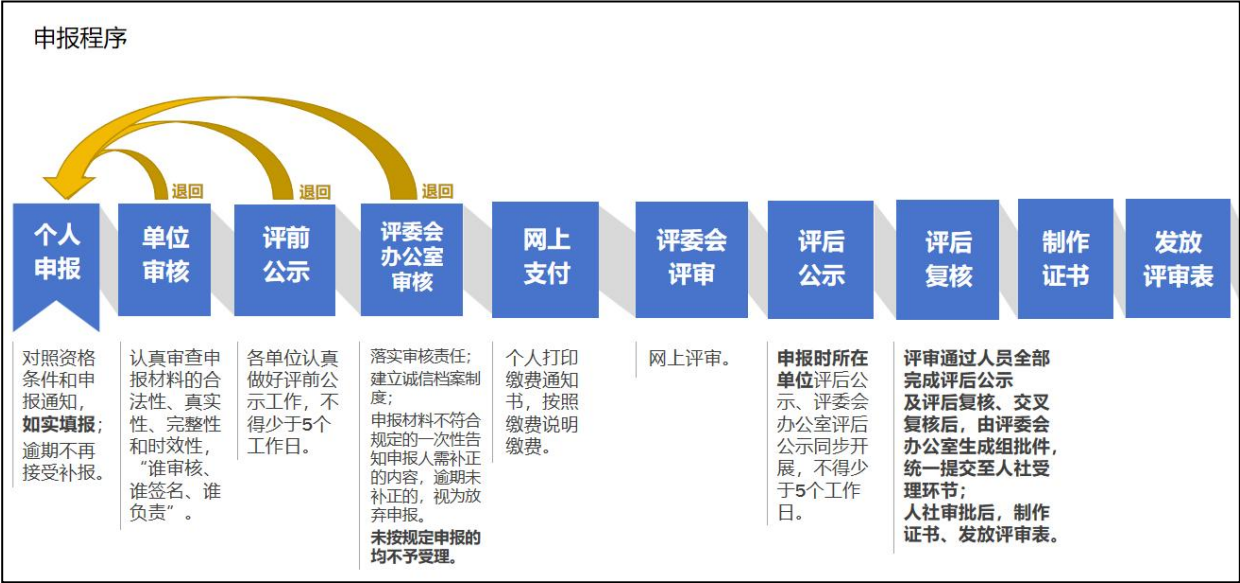 申报程序
退回
退回
退回
个人
申报
单位
审核
评前
公示
评委会
办公室
审核
网上
支付
评委会
评审
评后
公示
评后
复核
制作
证书
发放
评审表
对照资格
条件和申
报通知，
如实填报；
逾期不再
接受补报。
认真审查申
报材料的合
法性、真实
性、完整性
和时效性，
“谁审核、
谁签名、谁
负责”。
各单位认真
做好评前公
示工作，不
得少于5个
工作日。
落实审核责任；
建立诚信档案制
度；
申报材料不符合
规定的一次性告
知申报人需补正
的内容，逾期未
补正的，视为放
弃申报。
未按规定申报的
均不予受理。
个人打印
缴费通知
书，按照
缴费说明
缴费。
网上评审。
申报时所在
单位评后公
示、评委会
办公室评后
公示同步开
展，不得少
于5个工作
日。
评审通过人员全部
完成评后公示
及评后复核、交叉
复核后，由评委会
办公室生成组批件，
统一提交至人社受
理环节；
人社审批后，制作
证书、发放评审表。